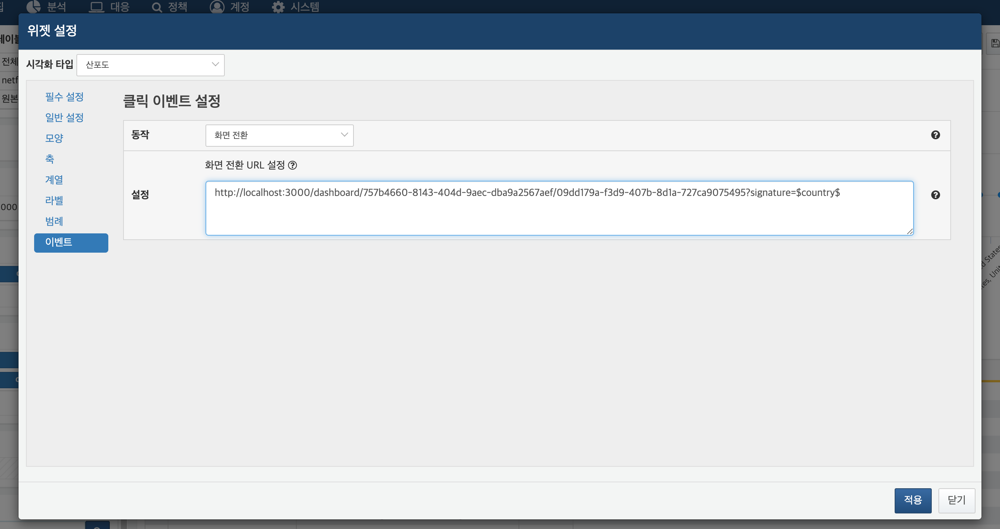 분석 대응 정책 계정 시스템
위젯 설정
전체
netf
원본
000
시각화 타입 산포도
필수 설정
일반 설정
모양
축
계열
라벨
범례
이벤트
클릭 이벤트 설정
동작 화면 전환
화면 전환 URL 설정
설정
http://localhost:3000/dashboard/757b4660-8143-404d-9aec-dba9a2567aef/09dd179a-f3d9-407b-8d1a-727ca9075495?signature=$country$
d States
tes, Unit
적용 닫기